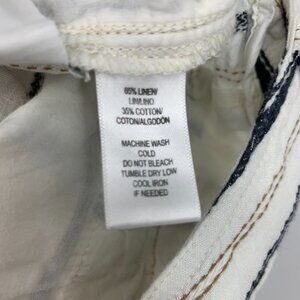 65% LINEN/
LIN/LINO
35% COTTON/
COTON/ALGODÓN
MACHINE WASH
COLD
DO NOT BLEACH
TUMBLE DRY LOW
COOL IRON
IF NEEDED